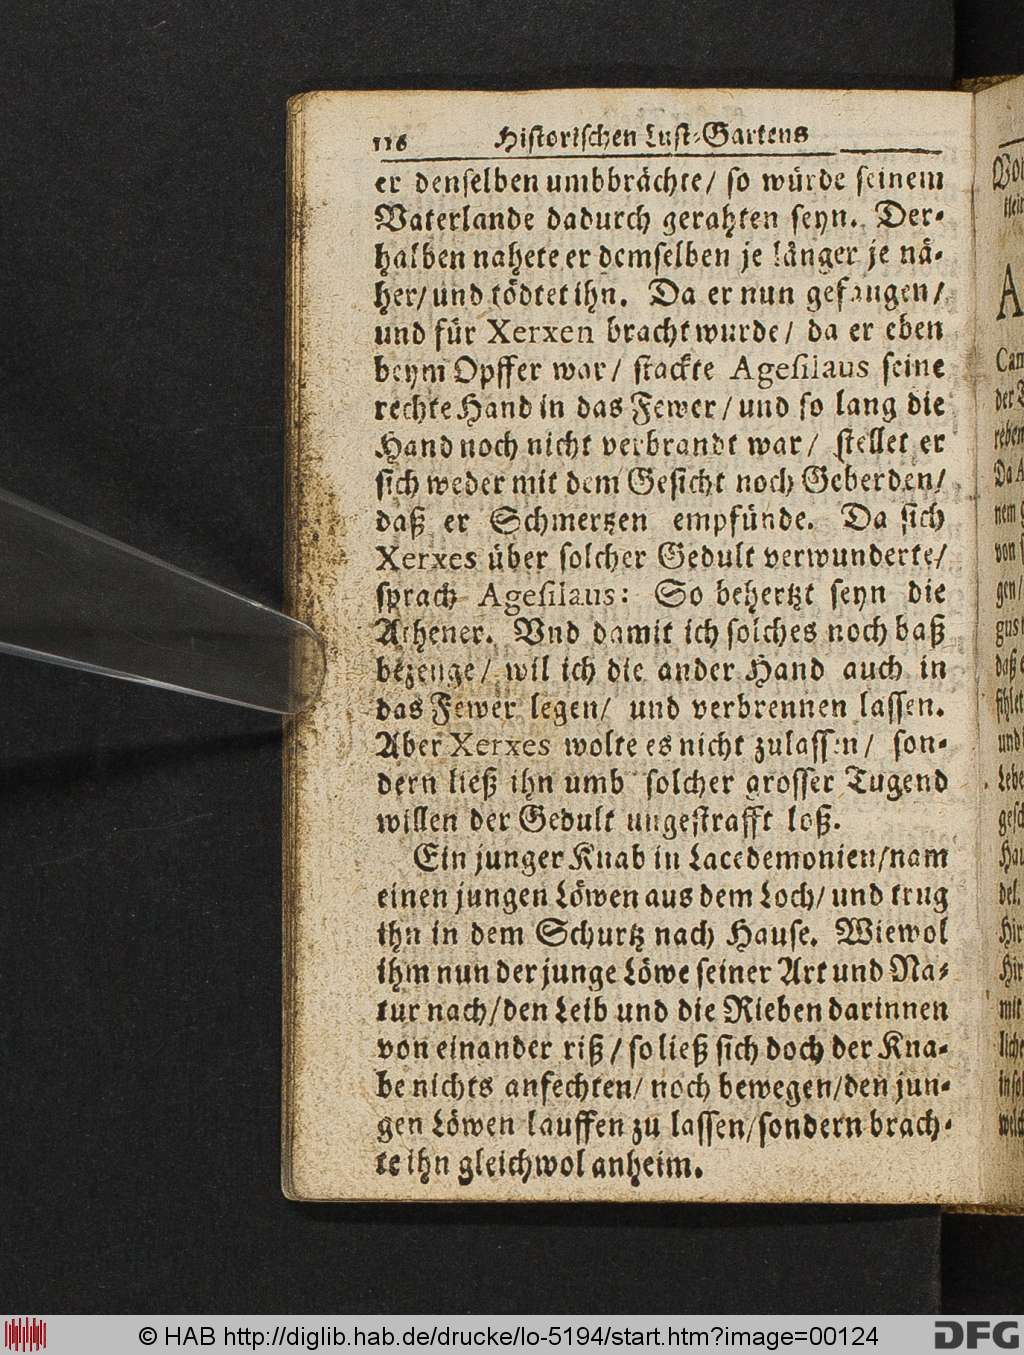 116 Historischen Lust-Gartens
er denselben umbbrächte/ so würde seinem
Vaterlande dadurch gerahten seyn. Der-
halben nahete er demselben je länger je nä-
her/ und tödtet ihn. Da er nun gefangen/
und für Xerxen bracht wurde/ da er eben
beym Opffer war/ stackte Agesilaus seine
rechte Hand in das Fewer/ und so lang die
Hand noch nicht verbrandt war/ stellet er
sich weder mit dem Gesicht noch Geberden/
daß er Schmertzen empfünde. Da sich
Xerxes über solcher Gedult verwunderte/
sprach Agesilaus: So behertzt seyn die
Athener. Vnd damit ich solches noch baß
bezeuge/ wil ich die ander Hand auch in
das Fewer legen/ und verbrennen lassen.
Aber Xerxes wolte es nicht zulassen/ son-
dern ließ ihn umb solcher grosser Tugend
willen der Gedult ungestrafft loß.
Ein junger Knab in Lacedemonien/ nam
einen jungen Löwen aus dem Loch/ und trug
ihn in dem Schurtz nach Hause. Wiewol
ihm nun der junge Löwe seiner Art und Na-
tur nach/ den Leib und die Rieben darinnen
von einander riß/ so ließ sich doch der Kna-
be nichts anfechten/ noch bewegen/ den jun-
gen Löwen lauffen zu lassen/ sondern brach-
te ihn gleichwol anheim.
© HAB http://diglib.hab.de/drucke/lo-5194/start.htm?image=00124
DFG